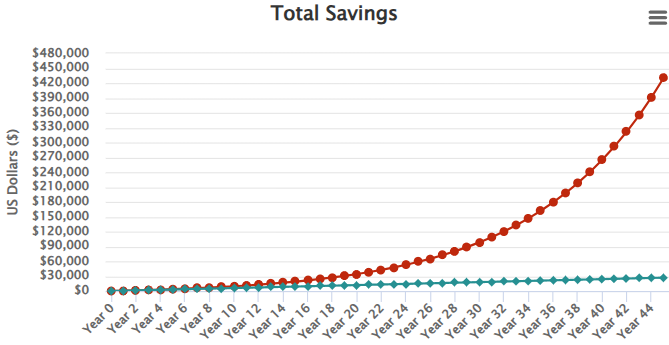 Total Savings
US Dollars ($)
$480,000
$450,000
$420,000
$390,000
$360,000
$330,000
$300,000
$270,000
$240,000
$210,000
$180,000
$150,000
$120,000
$90,000
$60,000
$30,000
$0
Year 0
Year 2
Year 4
Year 6
Year 8
Year 10
Year 12
Year 14
Year 16
Year 18
Year 20
Year 22
Year 24
Year 26
Year 28
Year 30
Year 32
Year 34
Year 36
Year 38
Year 40
Year 42
Year 44